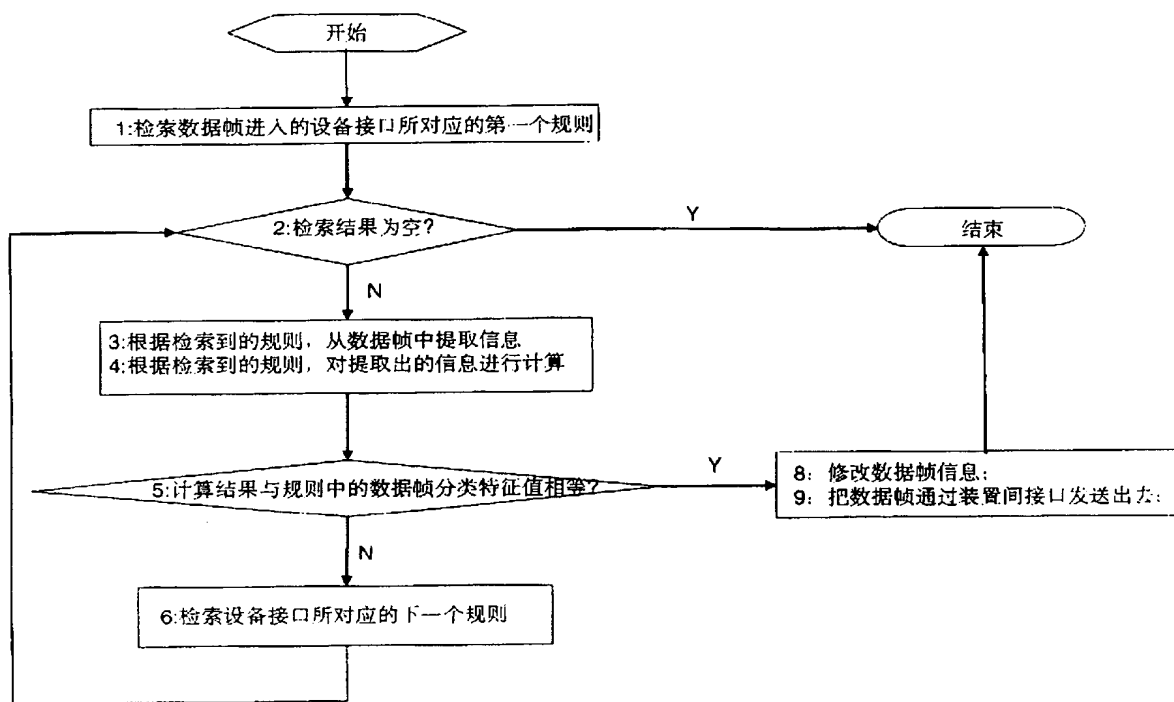 开始
1:检索数据帧进入的设备接口所对应的第一个规则
2:检索结果为空?
Y
结束
N
3:根据检索到的规则，从数据帧中提取信息
4:根据检索到的规则，对提取出的信息进行计算
5:计算结果与规则中的数据帧分类特征值相等?
Y
8：修改数据帧信息;
9：把数据帧通过装置间接口发送出去;
N
6:检索设备接口所对应的下一个规则